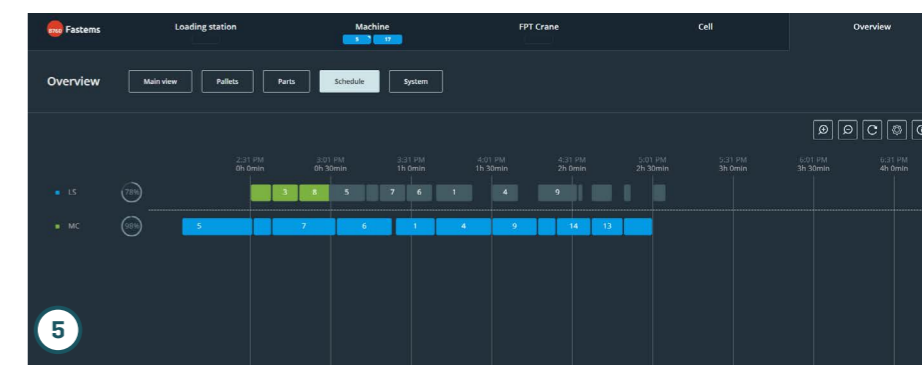 8760 Fastems
Loading station
Machine
5 17
FPT Crane
Cell
Overview
Overview
Main view
Pallets
Parts
Schedule
System
2:31 PM 3:01 PM 3:31 PM 4:01 PM 4:31 PM 5:01 PM 5:31 PM 6:01 PM 6:31 PM
0h 0min 0h 30min 1h 0min 1h 30min 2h 0min 2h 30min 3h 0min 3h 30min 4h 0min
LS 78% 3 8 5 7 6 1 4 9
MC 98% 5 7 6 1 4 9 14 13
5